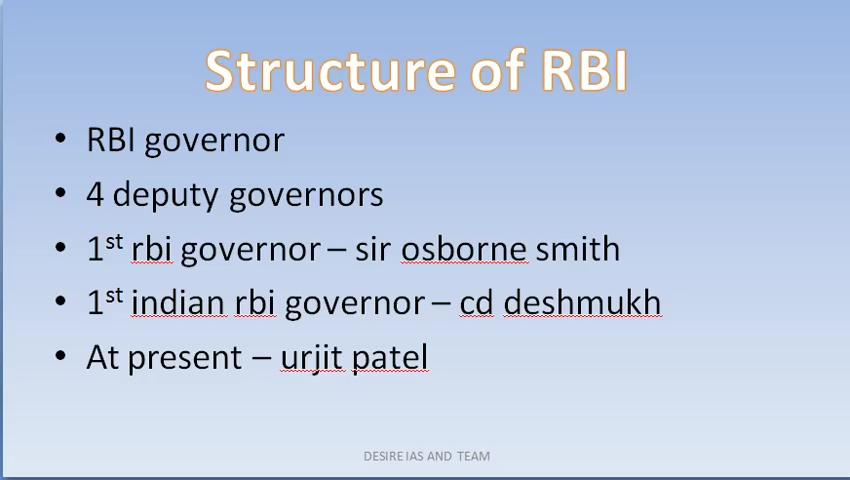 Structure of RBI
• RBI governor
• 4 deputy governors
• 1st rbi governor – sir osborne smith
• 1st indian rbi governor – cd deshmukh
• At present – urjit patel
DESIRE IAS AND TEAM